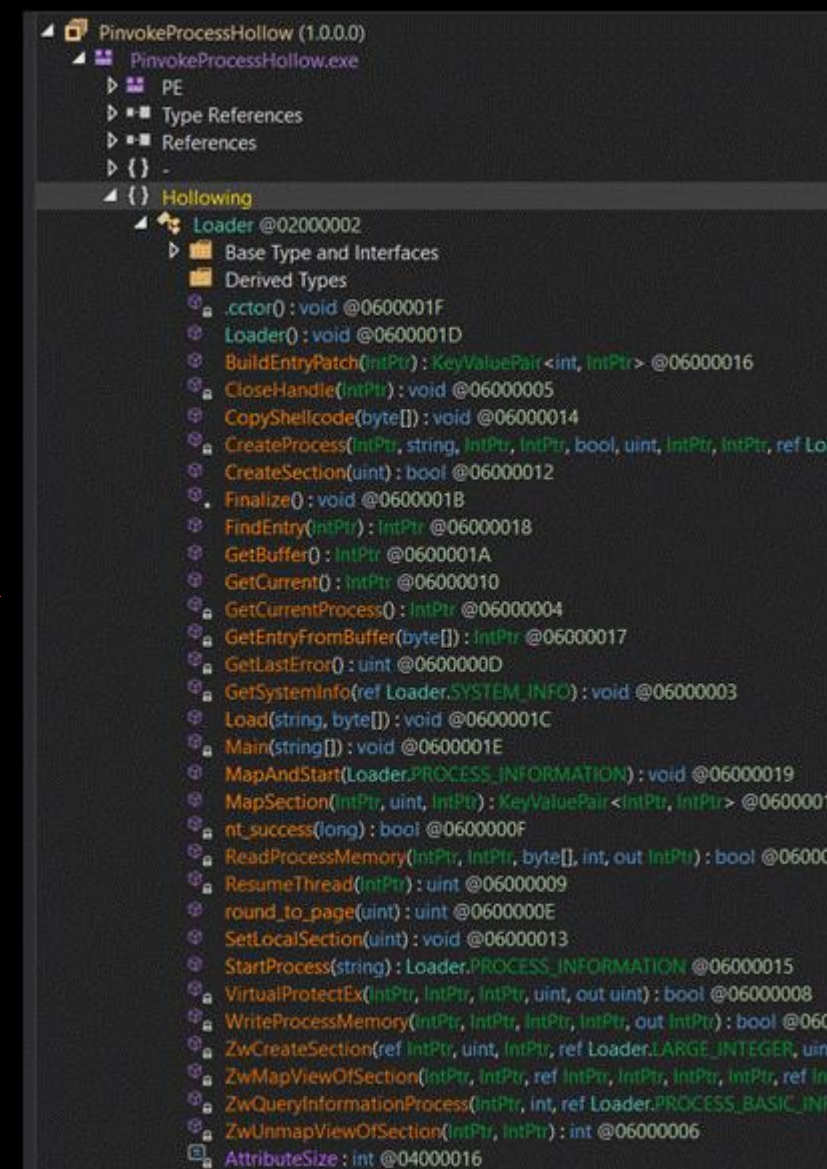 PinvokeProcessHollow (1.0.0.0)
PinvokeProcessHollow.exe
PE
Type References
References
{ } -
{ } Hollowing
Loader @02000002
Base Type and Interfaces
Derived Types
.cctor() : void @0600001F
Loader() : void @0600001D
BuildEntryPatch(IntPtr) : KeyValuePair<int, IntPtr> @06000016
CloseHandle(IntPtr) : void @06000005
CopyShellcode(byte[]) : void @06000014
CreateProcess(IntPtr, string, IntPtr, IntPtr, bool, uint, IntPtr, IntPtr, ref Lo
CreateSection(uint) : bool @06000012
Finalize() : void @0600001B
FindEntry(IntPtr) : IntPtr @06000018
GetBuffer() : IntPtr @0600001A
GetCurrent() : IntPtr @06000010
GetCurrentProcess() : IntPtr @06000004
GetEntryFromBuffer(byte[]) : IntPtr @06000017
GetLastError() : uint @0600000D
GetSystemInfo(ref Loader.SYSTEM_INFO) : void @06000003
Load(string, byte[]) : void @0600001C
Main(string[]) : void @0600001E
MapAndStart(Loader.PROCESS_INFORMATION) : void @06000019
MapSection(IntPtr, uint, IntPtr) : KeyValuePair<IntPtr, IntPtr> @0600001
nt_success(long) : bool @0600000F
ReadProcessMemory(IntPtr, IntPtr, byte[], int, out IntPtr) : bool @06000
ResumeThread(IntPtr) : uint @06000009
round_to_page(uint) : uint @0600000E
SetLocalSection(uint) : void @06000013
StartProcess(string) : Loader.PROCESS_INFORMATION @06000015
VirtualProtectEx(IntPtr, IntPtr, IntPtr, uint, out uint) : bool @06000008
WriteProcessMemory(IntPtr, IntPtr, IntPtr, IntPtr, out IntPtr) : bool @060
ZwCreateSection(ref IntPtr, uint, IntPtr, ref Loader.LARGE_INTEGER, uin
ZwMapViewOfSection(IntPtr, IntPtr, ref IntPtr, IntPtr, IntPtr, IntPtr, ref In
ZwQueryInformationProcess(IntPtr, int, ref Loader.PROCESS_BASIC_INF
ZwUnmapViewOfSection(IntPtr, IntPtr) : int @06000006
AttributeSize : int @04000016